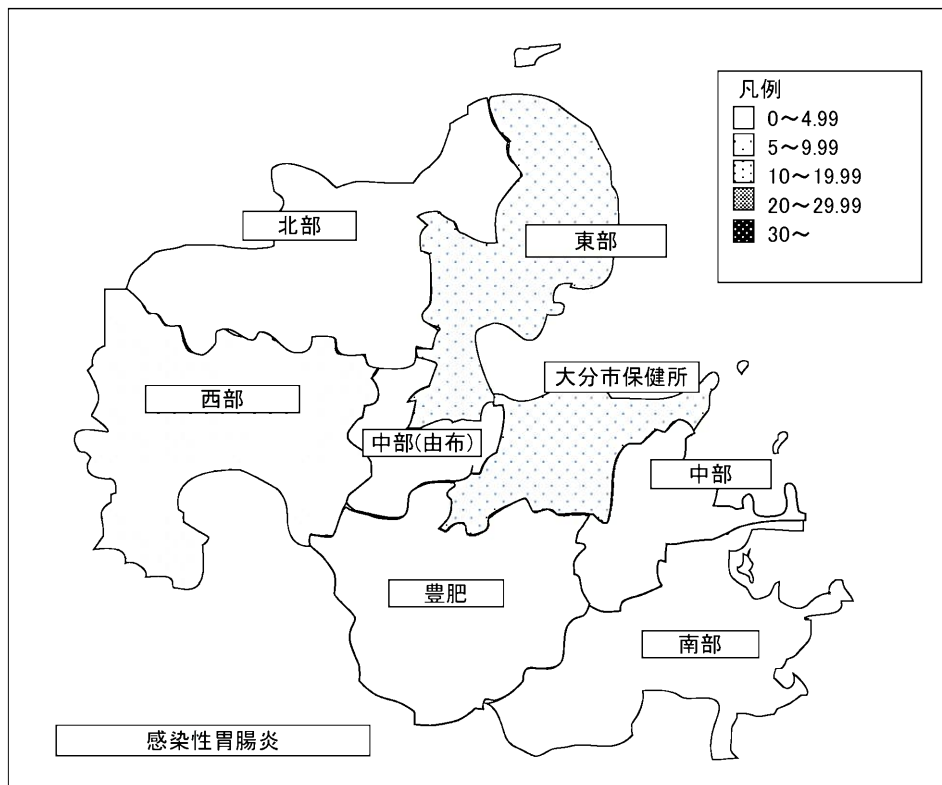 凡例
0～4.99
5～9.99
10～19.99
20～29.99
30～
北部
東部
大分市保健所
西部
中部(由布)
中部
豊肥
南部
感染性胃腸炎